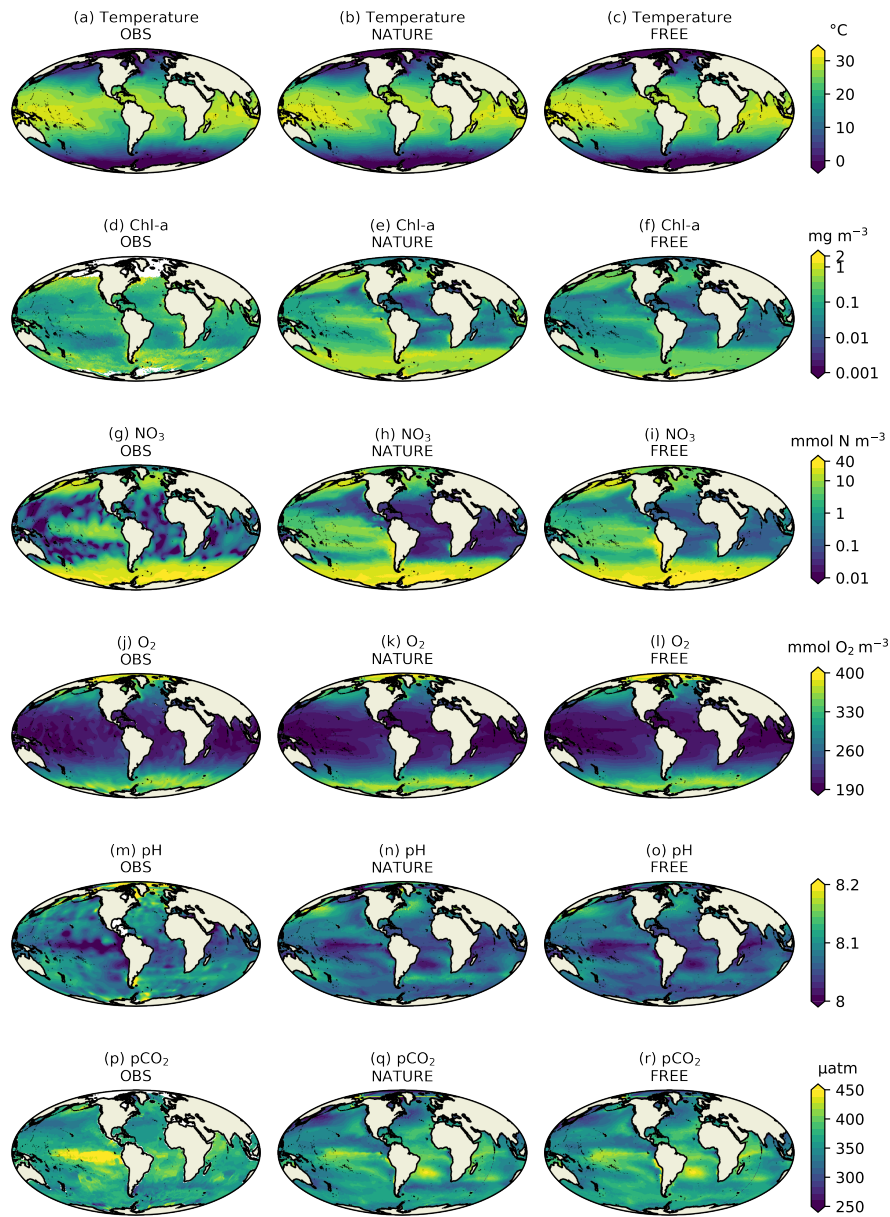 (a) Temperature
OBS
(b) Temperature
NATURE
(c) Temperature
FREE
°C
30
20
10
0
(d) Chl-a
OBS
(e) Chl-a
NATURE
(f) Chl-a
FREE
mg m⁻³
2
1
0.1
0.01
0.001
(g) NO₃
OBS
(h) NO₃
NATURE
(i) NO₃
FREE
mmol N m⁻³
40
10
1
0.1
0.01
(j) O₂
OBS
(k) O₂
NATURE
(l) O₂
FREE
mmol O₂ m⁻³
400
330
260
190
(m) pH
OBS
(n) pH
NATURE
(o) pH
FREE
8.2
8.1
8
(p) pCO₂
OBS
(q) pCO₂
NATURE
(r) pCO₂
FREE
µatm
450
400
350
300
250